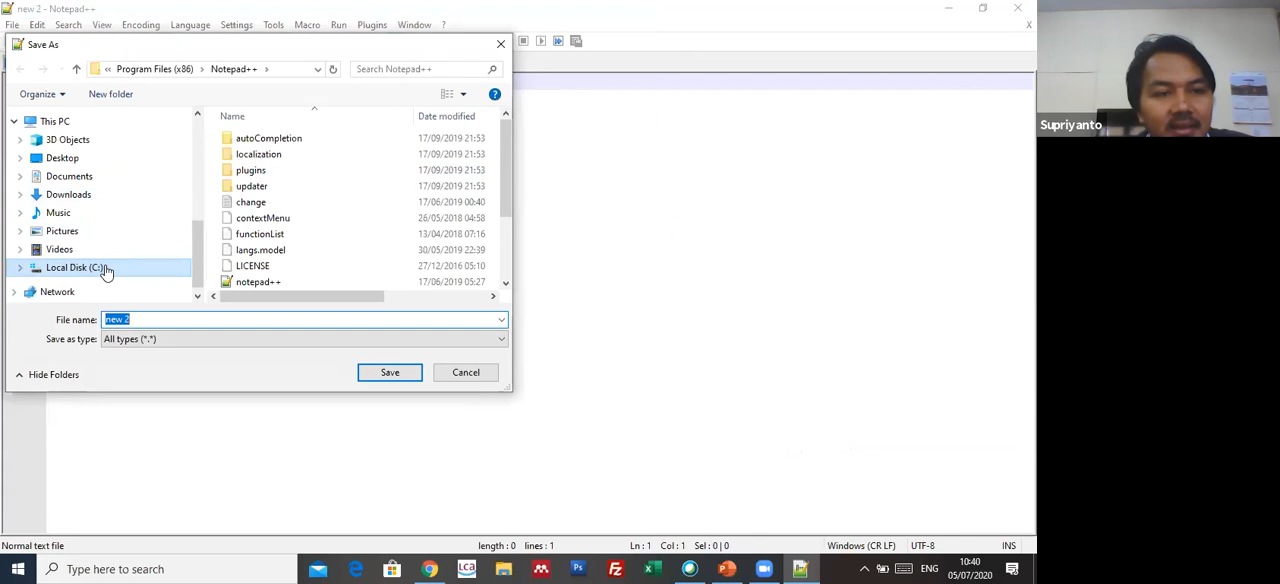 new 2 - Notepad++
File Edit Search View Encoding Language Settings Tools Macro Run Plugins Window ? X
Save As
« Program Files (x86) > Notepad++ >
Search Notepad++
Organize
New folder
This PC
3D Objects
Desktop
Documents
Downloads
Music
Pictures
Videos
Local Disk (C:)
Network
Name Date modified
autoCompletion 17/09/2019 21:53
localization 17/09/2019 21:53
plugins 17/09/2019 21:53
updater 17/09/2019 21:53
change 17/06/2019 00:40
contextMenu 26/05/2018 04:58
functionList 13/04/2018 07:16
langs.model 30/05/2019 22:39
LICENSE 27/12/2016 05:10
notepad++ 17/06/2019 05:27
File name: new 2
Save as type: All types (*.*)
Hide Folders
Save
Cancel
Supriyanto
Normal text file length : 0 lines : 1 Ln : 1 Col : 1 Sel : 0 | 0 Windows (CR LF) UTF-8 INS
Type here to search
LCA
Ps
ENG
10:40
05/07/2020